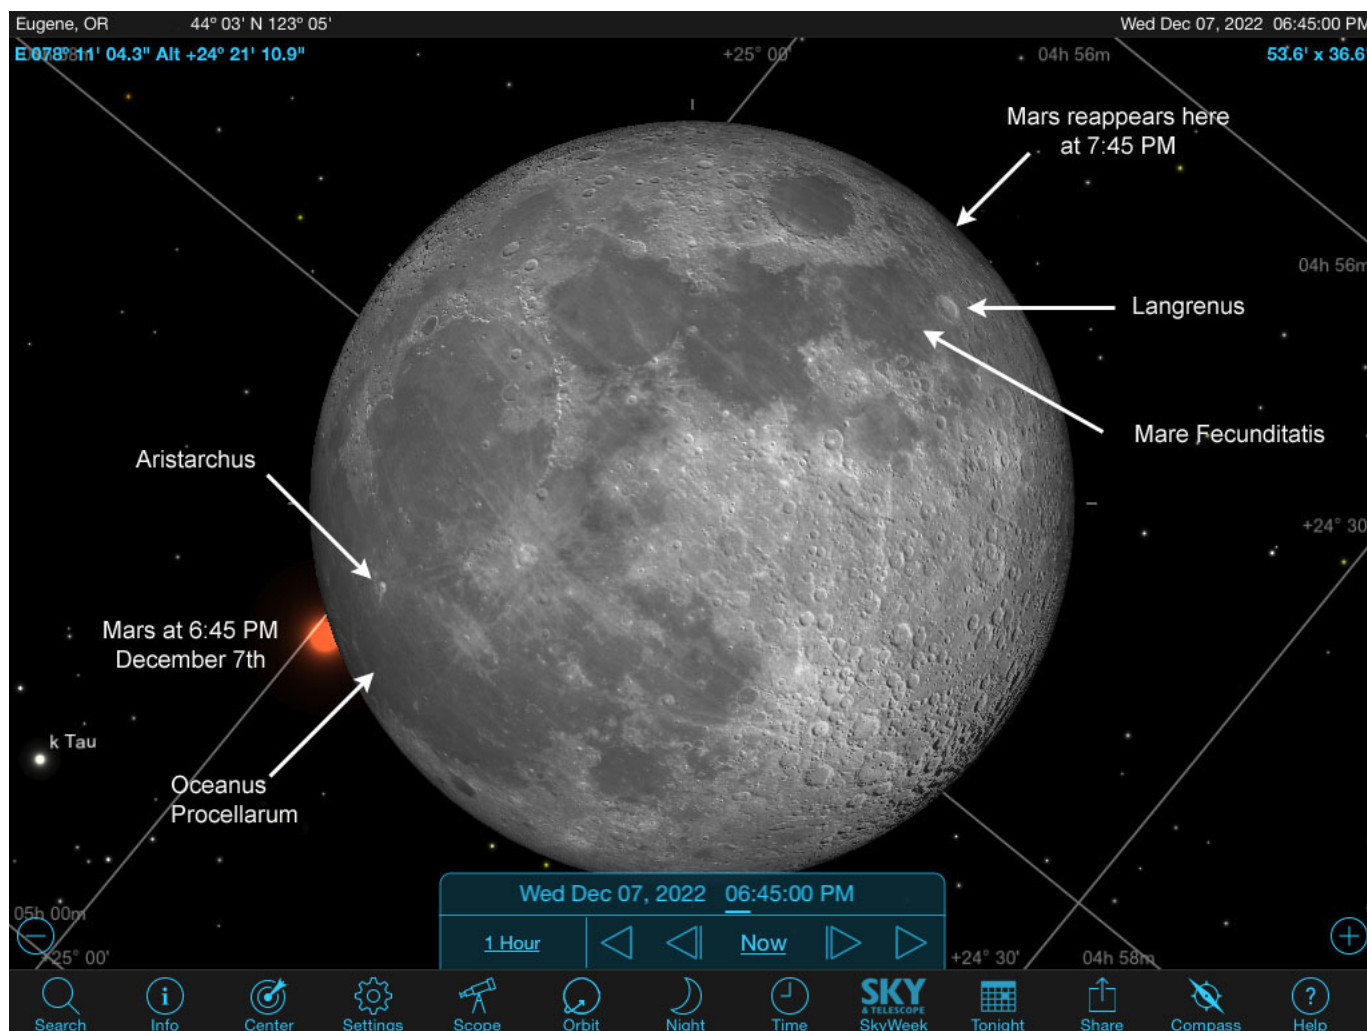 Eugene, OR 44° 03' N 123° 05' Wed Dec 07, 2022 06:45:00 PM
E 078° 11' 04.3" Alt +24° 21' 10.9" +25° 00' 04h 56m 53.6' x 36.6'
Mars reappears here
at 7:45 PM
04h 56m
Langrenus
Mare Fecunditatis
Aristarchus
+24° 30'
Mars at 6:45 PM
December 7th
k Tau
Oceanus
Procellarum
Wed Dec 07, 2022 06:45:00 PM
05h 00m
1 Hour Now
+25° 00' +24° 30' 04h 58m
SKY
& TELESCOPE
Search Info Center Settings Scope Orbit Night Time SkyWeek Tonight Share Compass Help